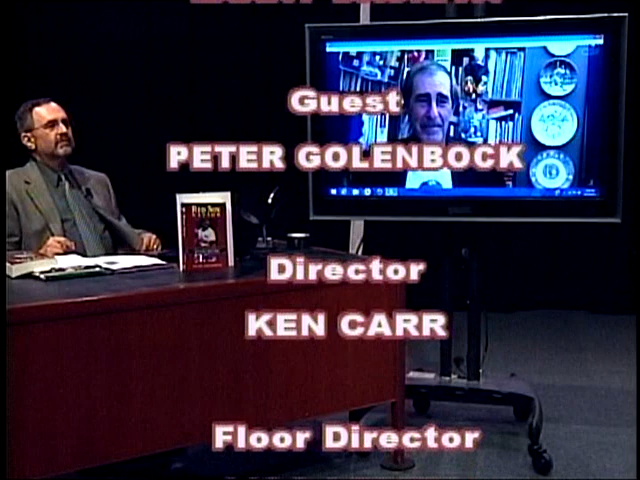 Guest
PETER GOLENBOCK
Director
KEN CARR
Floor Director